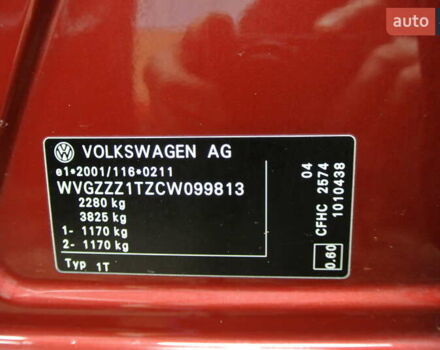 auto
VOLKSWAGEN AG
e1*2001/116*0211
WVGZZZ1TZCW099813
2280 kg
3825 kg
1- 1170 kg
2- 1170 kg
Typ 1T
04
CFHC 2574
1010438
0.60